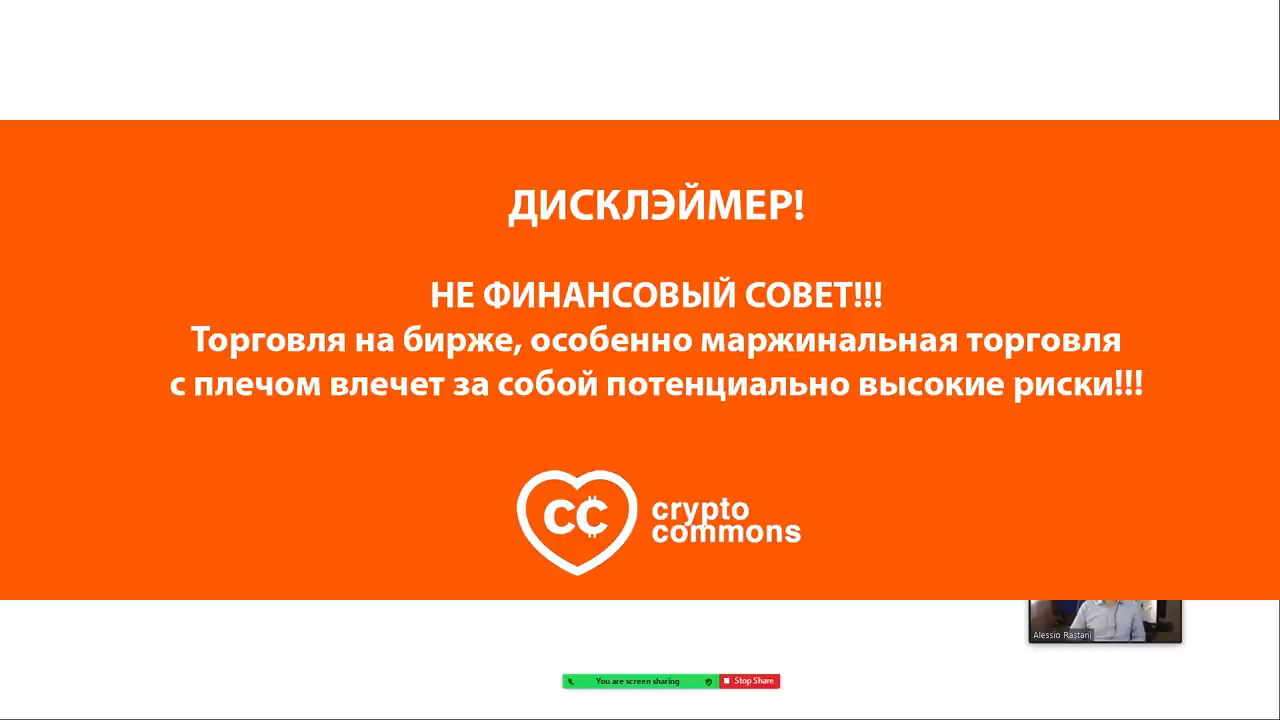 ДИСКЛЭЙМЕР!
НЕ ФИНАНСОВЫЙ СОВЕТ!!!
Торговля на бирже, особенно маржинальная торговля
с плечом влечет за собой потенциально высокие риски!!!
CC crypto
commons
Alessio Rastani
You are screen sharing Stop Share